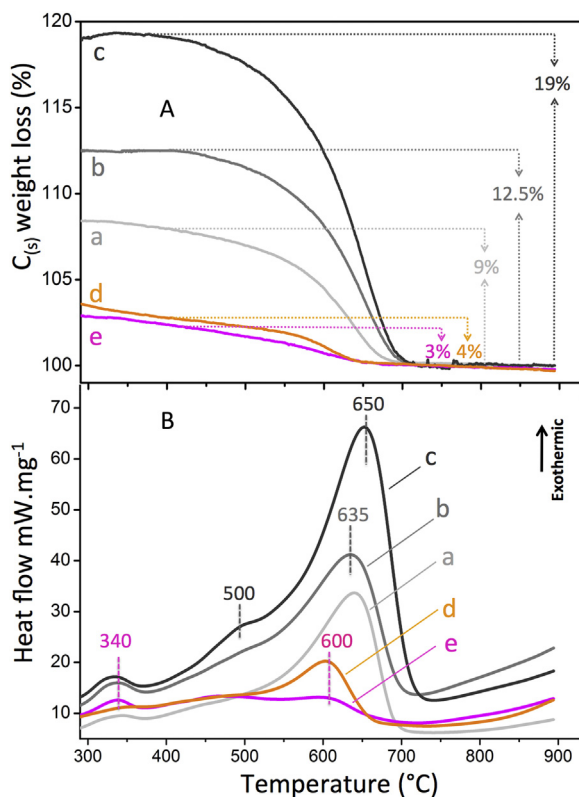 120
c
19%
A
115
b
12.5%
110
a
9%
105
d
e
3%
4%
100
C(s) weight loss (%)
B
650
70
c
Exothermic
60
50
635
b
40
a
500
30
d
340
600
20
e
10
Heat flow mW.mg⁻¹
300 400 500 600 700 800 900
Temperature (°C)